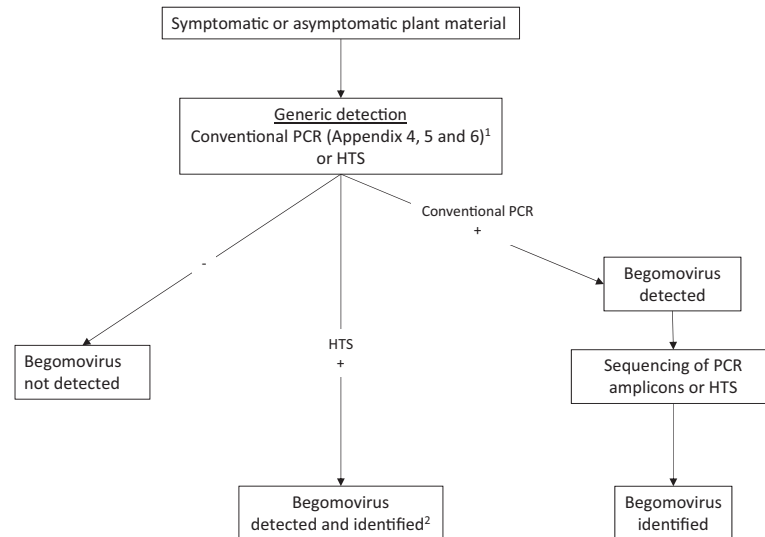 Symptomatic or asymptomatic plant material
Generic detection
Conventional PCR (Appendix 4, 5 and 6)¹
or HTS
Conventional PCR
+
-
Begomovirus
detected
HTS
+
Begomovirus
not detected
Sequencing of PCR
amplicons or HTS
Begomovirus
detected and identified²
Begomovirus
identified